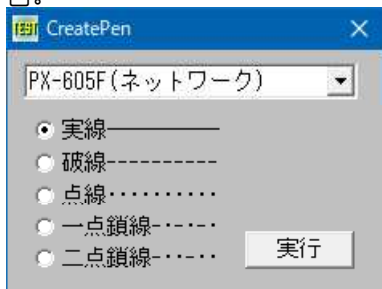 TEST CreatePen
PX-605F(ネットワーク)
実線──────
破線----------
点線‥‥‥‥‥
一点鎖線-・-・-・
二点鎖線-・・-・・
実行